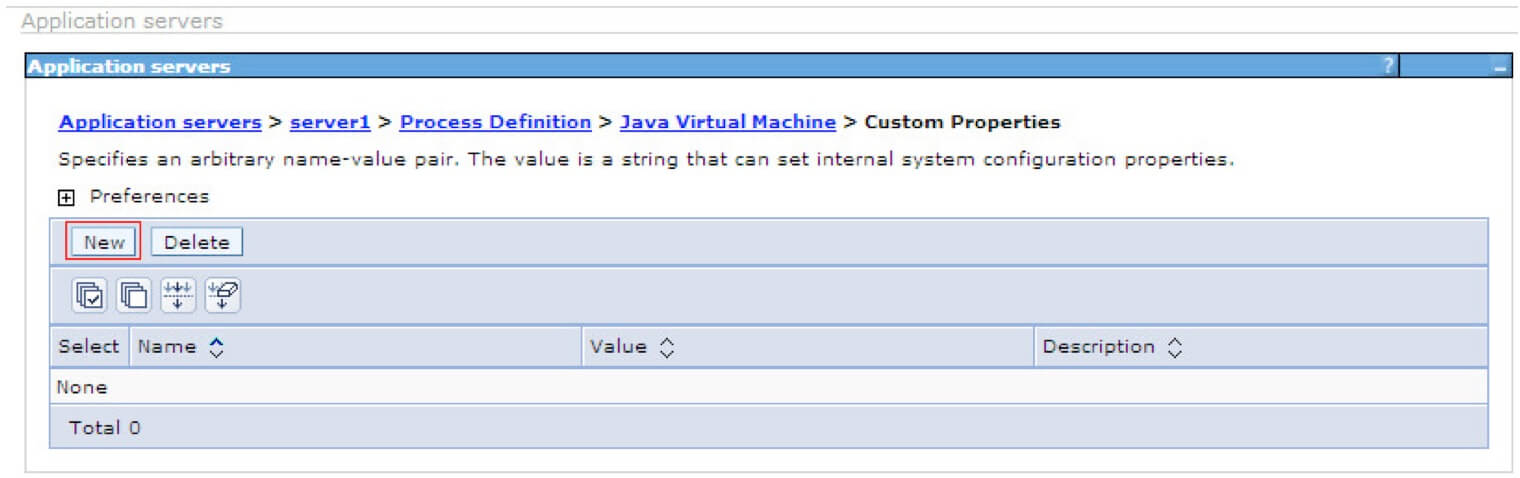 Application servers
Application servers ? –
Application servers > server1 > Process Definition > Java Virtual Machine > Custom Properties
Specifies an arbitrary name-value pair. The value is a string that can set internal system configuration properties.
Preferences
New Delete
Select Name Value Description
None
Total 0